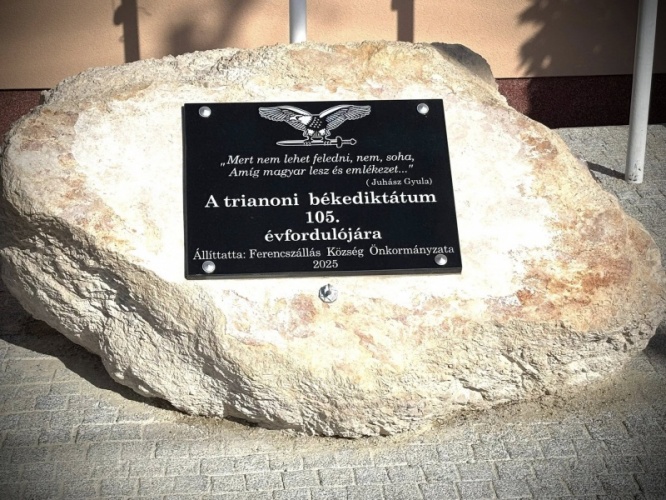 „Mert nem lehet feledni, nem, soha,
Amíg magyar lesz és emlékezet..."
( Juhász Gyula)
A trianoni békediktátum
105.
évfordulójára
Állíttatta: Ferencszállás Község Önkormányzata
2025